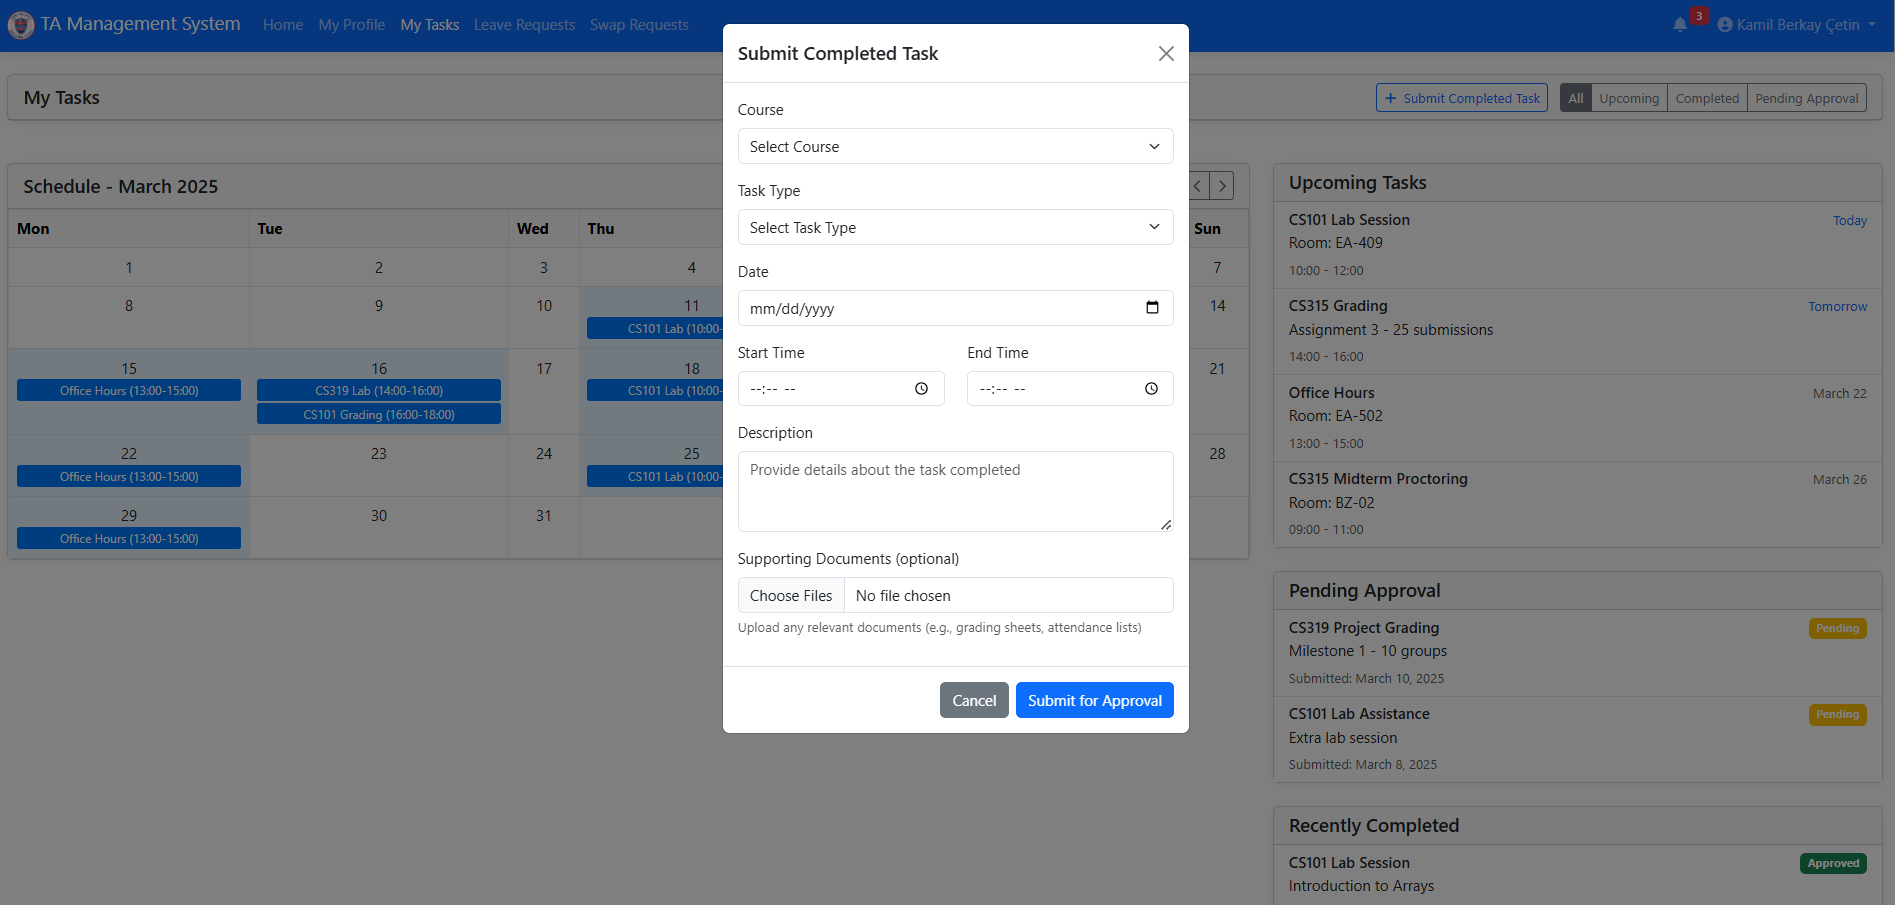 TA Management System Home My Profile My Tasks Leave Requests Swap Requests 3 Kamil Berkay Çetin
My Tasks
+ Submit Completed Task All Upcoming Completed Pending Approval
Schedule - March 2025
Mon Tue Wed Thu Sun
1 2 3 4 7
8 9 10 11 14
CS101 Lab (10:00-
15 16 17 18 21
Office Hours (13:00-15:00) CS319 Lab (14:00-16:00) CS101 Lab (10:00-
CS101 Grading (16:00-18:00)
22 23 24 25 28
Office Hours (13:00-15:00) CS101 Lab (10:00-
29 30 31
Office Hours (13:00-15:00)
Submit Completed Task
Course
Select Course
Task Type
Select Task Type
Date
mm/dd/yyyy
Start Time End Time
--:-- -- --:-- --
Description
Provide details about the task completed
Supporting Documents (optional)
Choose Files No file chosen
Upload any relevant documents (e.g., grading sheets, attendance lists)
Cancel Submit for Approval
Upcoming Tasks
CS101 Lab Session Today
Room: EA-409
10:00 - 12:00
CS315 Grading Tomorrow
Assignment 3 - 25 submissions
14:00 - 16:00
Office Hours March 22
Room: EA-502
13:00 - 15:00
CS315 Midterm Proctoring March 26
Room: BZ-02
09:00 - 11:00
Pending Approval
CS319 Project Grading Pending
Milestone 1 - 10 groups
Submitted: March 10, 2025
CS101 Lab Assistance Pending
Extra lab session
Submitted: March 8, 2025
Recently Completed
CS101 Lab Session Approved
Introduction to Arrays